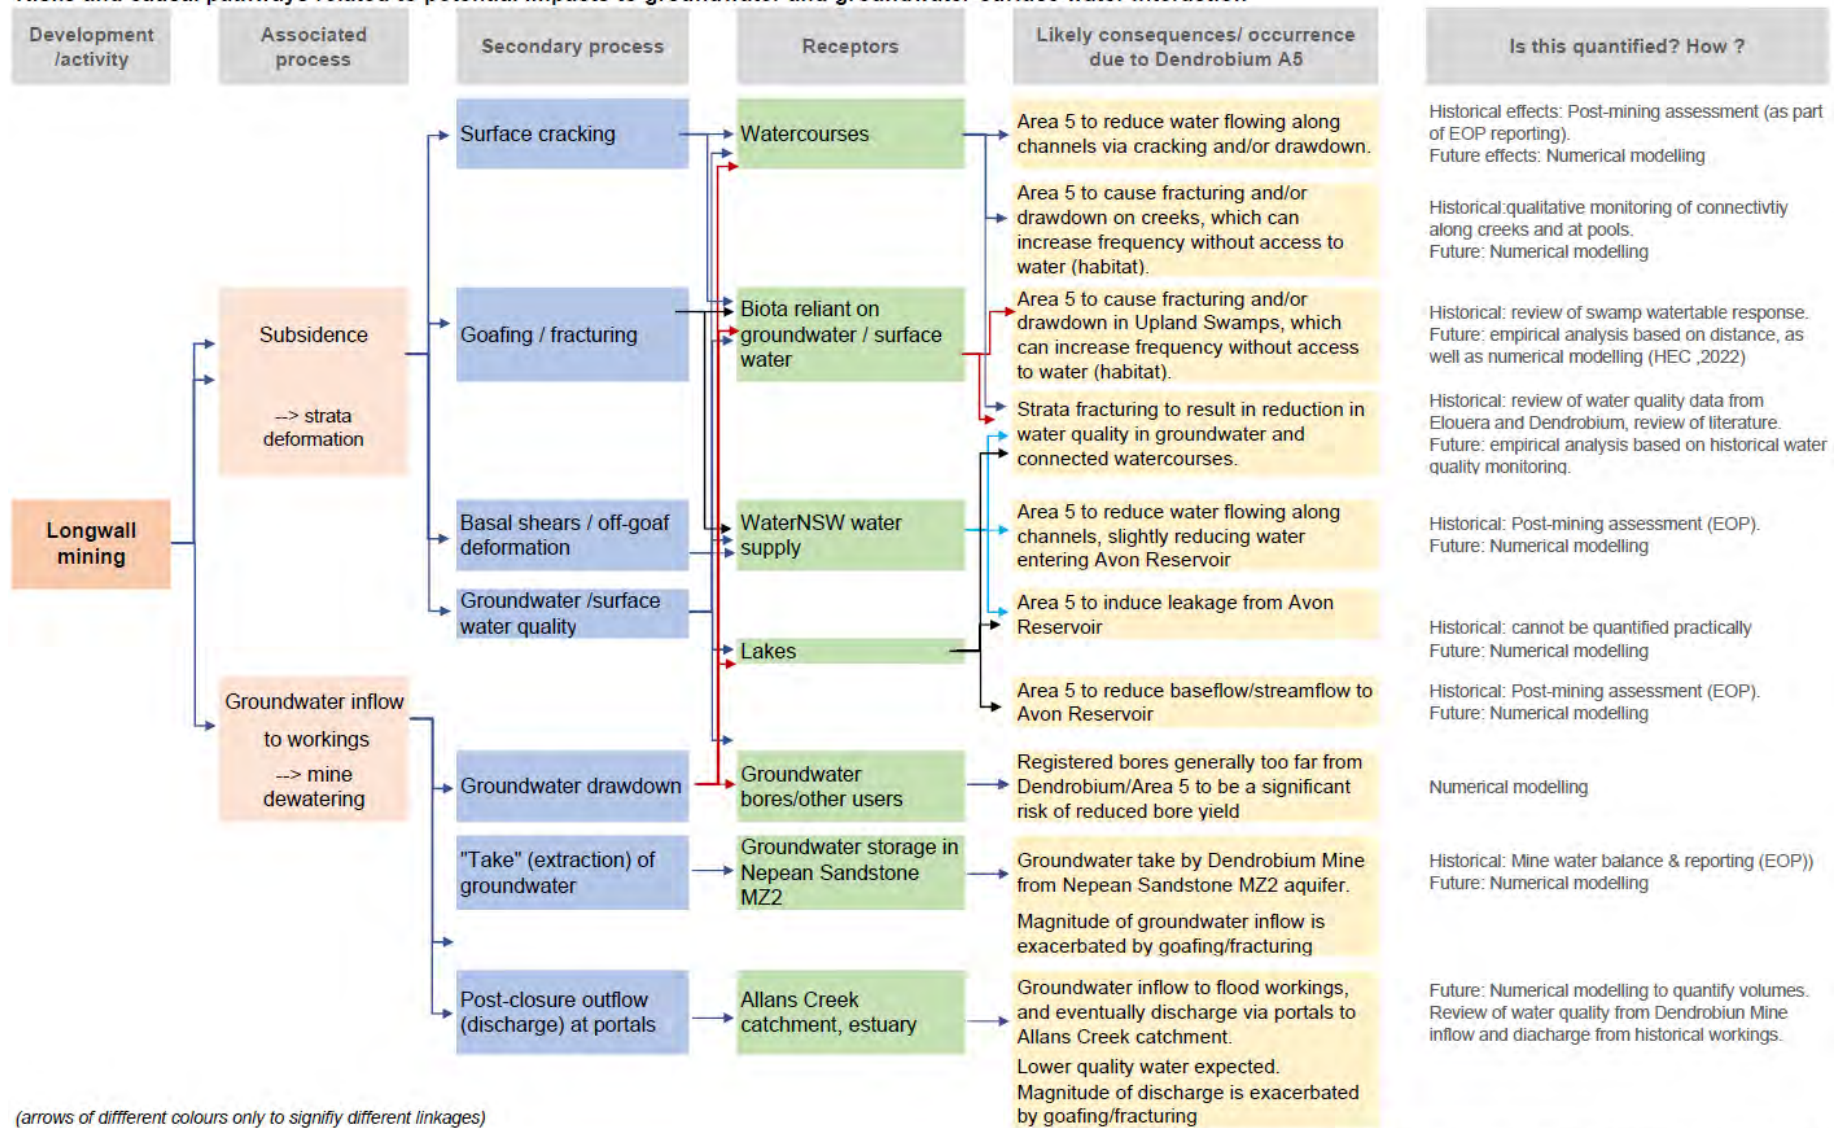 Risks and causal pathways related to potential impacts to groundwater and groundwater-surface water interaction
Development
/activity
Associated
process
Secondary process
Receptors
Likely consequences/ occurrence
due to Dendrobium A5
Is this quantified? How ?
Longwall
mining
Subsidence
--> strata
deformation
Groundwater inflow
to workings
--> mine
dewatering
Surface cracking
Goafing / fracturing
Basal shears / off-goaf
deformation
Groundwater /surface
water quality
Groundwater drawdown
"Take" (extraction) of
groundwater
Post-closure outflow
(discharge) at portals
Watercourses
Biota reliant on
groundwater / surface
water
WaterNSW water
supply
Lakes
Groundwater
bores/other users
Groundwater storage in
Nepean Sandstone
MZ2
Allans Creek
catchment, estuary
Area 5 to reduce water flowing along
channels via cracking and/or drawdown.
Area 5 to cause fracturing and/or
drawdown on creeks, which can
increase frequency without access to
water (habitat).
Area 5 to cause fracturing and/or
drawdown in Upland Swamps, which
can increase frequency without access
to water (habitat).
Strata fracturing to result in reduction in
water quality in groundwater and
connected watercourses.
Area 5 to reduce water flowing along
channels, slightly reducing water
entering Avon Reservoir
Area 5 to induce leakage from Avon
Reservoir
Area 5 to reduce baseflow/streamflow to
Avon Reservoir
Registered bores generally too far from
Dendrobium/Area 5 to be a significant
risk of reduced bore yield
Groundwater take by Dendrobium Mine
from Nepean Sandstone MZ2 aquifer.
Magnitude of groundwater inflow is
exacerbated by goafing/fracturing
Groundwater inflow to flood workings,
and eventually discharge via portals to
Allans Creek catchment.
Lower quality water expected.
Magnitude of discharge is exacerbated
by goafing/fracturing
Historical effects: Post-mining assessment (as part
of EOP reporting).
Future effects: Numerical modelling
Historical:qualitative monitoring of connectivtiy
along creeks and at pools.
Future: Numerical modelling
Historical: review of swamp watertable response.
Future: empirical analysis based on distance, as
well as numerical modelling (HEC ,2022)
Historical: review of water quality data from
Elouera and Dendrobium, review of literature.
Future: empirical analysis based on historical water
quality monitoring.
Historical: Post-mining assessment (EOP).
Future: Numerical modelling
Historical: cannot be quantified practically
Future: Numerical modelling
Historical: Post-mining assessment (EOP).
Future: Numerical modelling
Numerical modelling
Historical: Mine water balance & reporting (EOP))
Future: Numerical modelling
Future: Numerical modelling to quantify volumes.
Review of water quality from Dendrobiun Mine
inflow and diacharge from historical workings.
(arrows of diffferent colours only to signifiy different linkages)